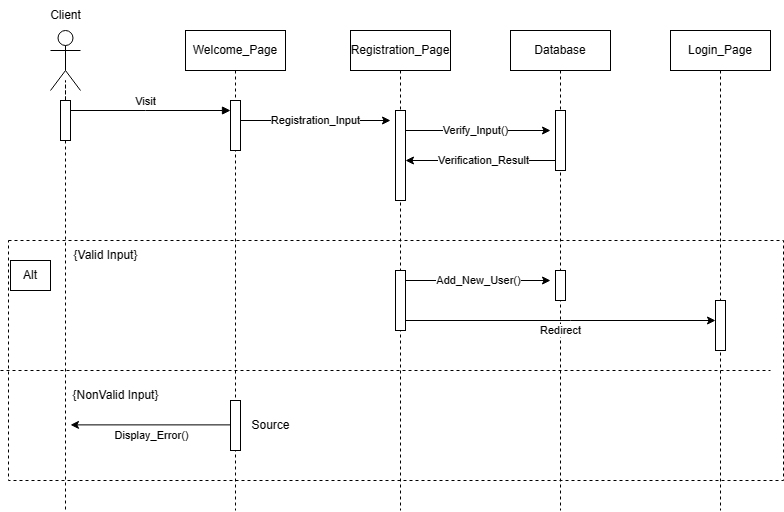 Client
Welcome_Page
Registration_Page
Database
Login_Page
Visit
Registration_Input
Verify_Input()
Verification_Result
{Valid Input}
Alt
Add_New_User()
Redirect
{NonValid Input}
Source
Display_Error()